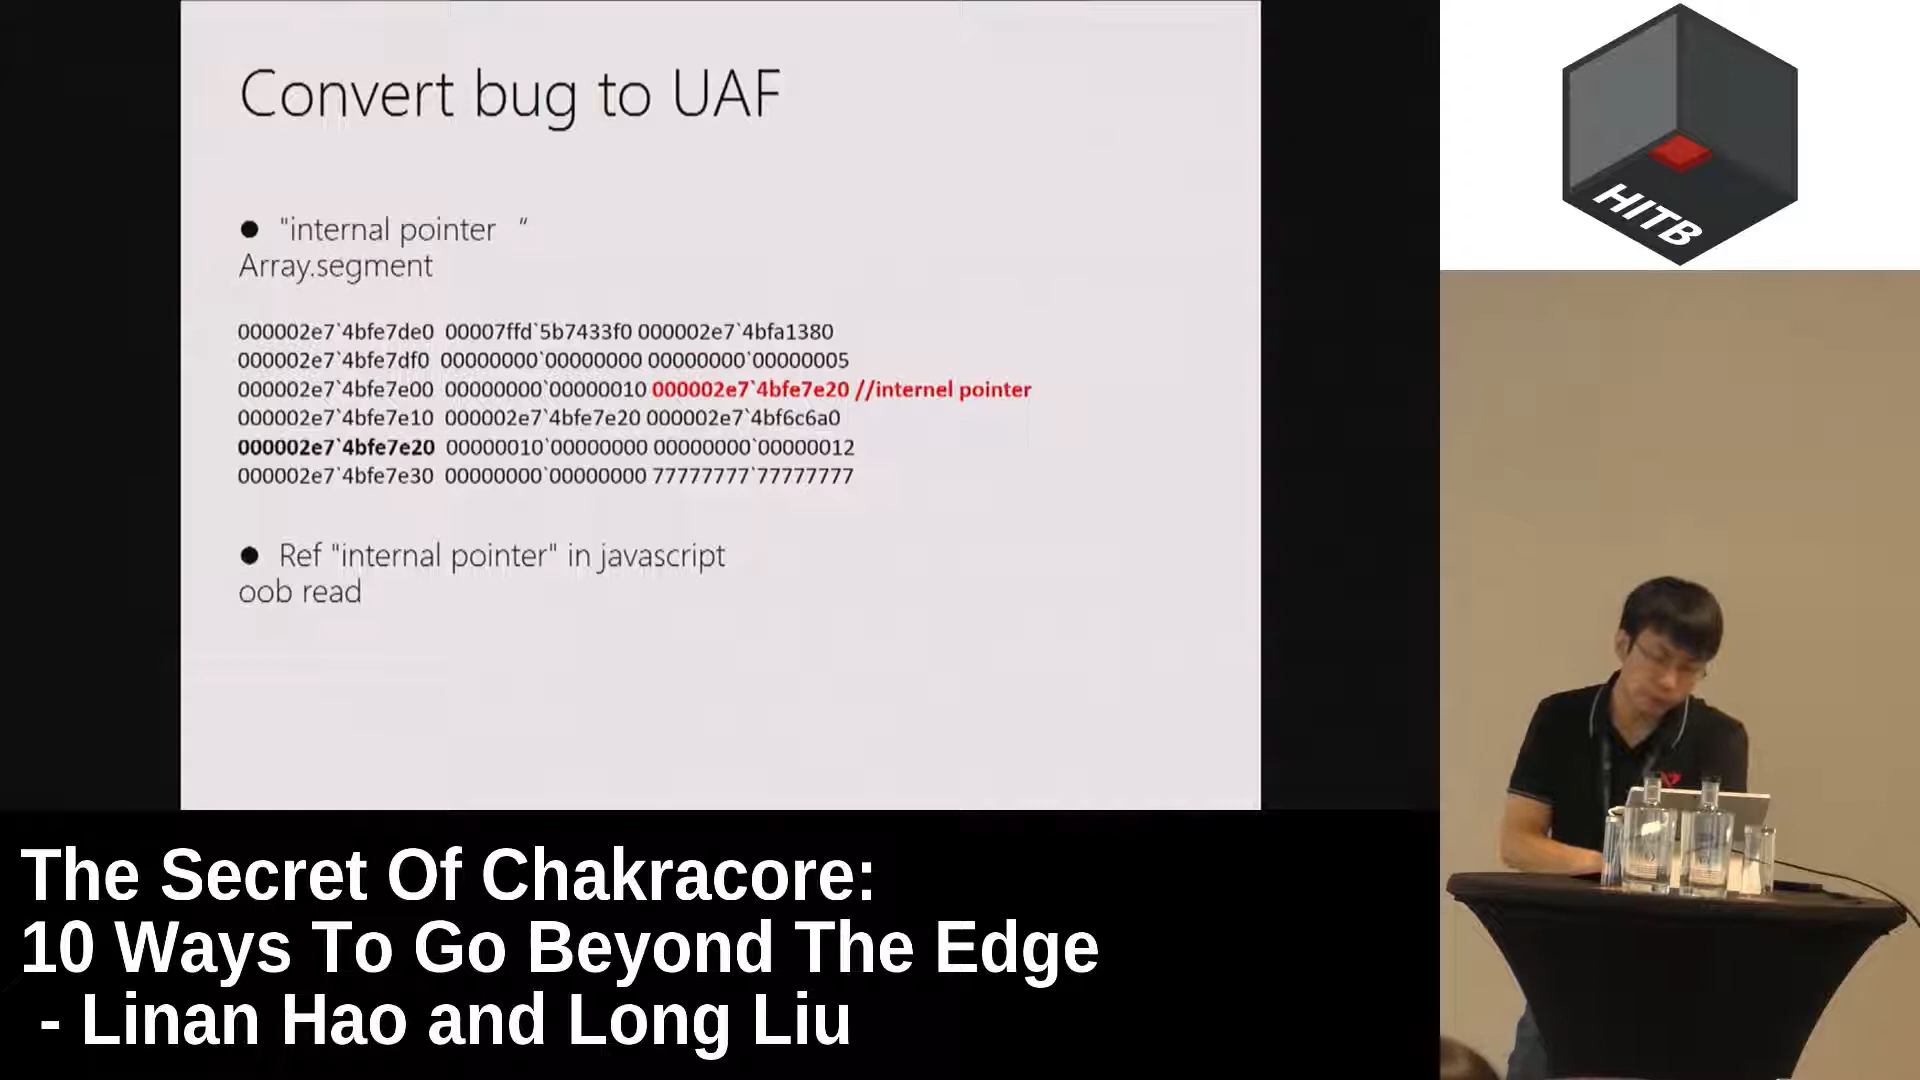 Convert bug to UAF
● "internal pointer “
Array.segment
000002e7`4bfe7de0 00007ffd`5b7433f0 000002e7`4bfa1380
000002e7`4bfe7df0 00000000`00000000 00000000`00000005
000002e7`4bfe7e00 00000000`00000010 000002e7`4bfe7e20 //internel pointer
000002e7`4bfe7e10 000002e7`4bfe7e20 000002e7`4bf6c6a0
000002e7`4bfe7e20 00000010`00000000 00000000`00000012
000002e7`4bfe7e30 00000000`00000000 77777777`77777777
● Ref "internal pointer" in javascript
oob read
HITB
The Secret Of Chakracore:
10 Ways To Go Beyond The Edge
- Linan Hao and Long Liu